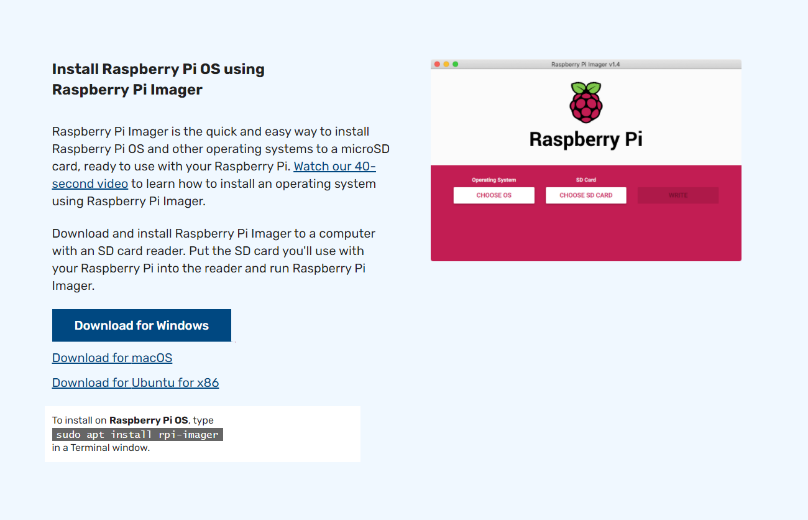 Install Raspberry Pi OS using
Raspberry Pi Imager
Raspberry Pi Imager is the quick and easy way to install
Raspberry Pi OS and other operating systems to a microSD
card, ready to use with your Raspberry Pi. Watch our 40-
second video to learn how to install an operating system
using Raspberry Pi Imager.
Download and install Raspberry Pi Imager to a computer
with an SD card reader. Put the SD card you'll use with
your Raspberry Pi into the reader and run Raspberry Pi
Imager.
Download for Windows
Download for macOS
Download for Ubuntu for x86
To install on Raspberry Pi OS, type
sudo apt install rpi-imager
in a Terminal window.
Raspberry Pi Imager v1.4
Raspberry Pi
Operating System
SD Card
CHOOSE OS
CHOOSE SD CARD
WRITE